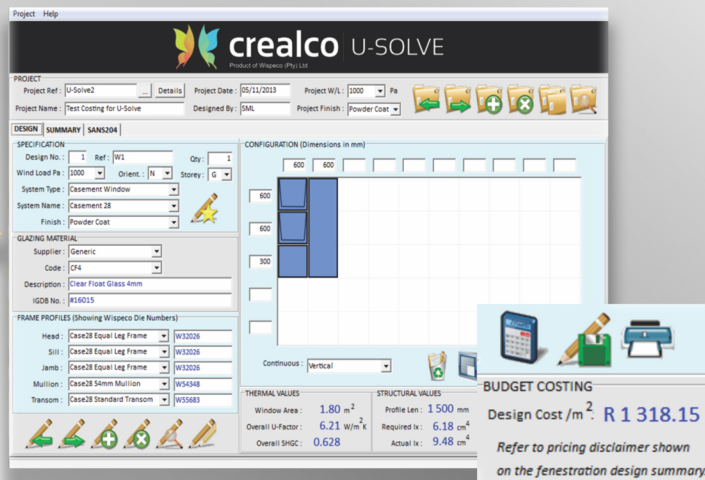 Project Help
crealco U-SOLVE
Product of Wispeco (Pty) Ltd
PROJECT
Project Ref : U-Solve2 ... Details Project Date : 05/11/2013 Project W/L : 1000 Pa
Project Name : Test Costing for U-Solve Designed By : SML Project Finish : Powder Coat
DESIGN SUMMARY SANS204
SPECIFICATION
Design No. : 1 Ref : W1 Qty : 1
Wind Load Pa : 1000 Orient. : N Storey : G
System Type : Casement Window
System Name : Casement 28
Finish : Powder Coat
GLAZING MATERIAL
Supplier : Generic
Code : CF4
Description : Clear Float Glass 4mm
IGDB No. : #16015
FRAME PROFILES (Showing Wispeco Die Numbers)
Head : Case28 Equal Leg Frame W32026
Sill : Case28 Equal Leg Frame W32026
Jamb : Case28 Equal Leg Frame W32026
Mullion : Case28 54mm Mullion W54348
Transom : Case28 Standard Transom W55683
CONFIGURATION (Dimensions in mm)
600 600
600
600
300
Continuous : Vertical
THERMAL VALUES
Window Area : 1.80 m²
Overall U-Factor : 6.21 W/m² K
Overall SHGC : 0.628
STRUCTURAL VALUES
Profile Len : 1 500 mm
Required Ix : 6.18 cm⁴
Actual Ix : 9.48 cm⁴
BUDGET COSTING
Design Cost /m². R 1 318.15
Refer to pricing disclaimer shown
on the fenestration design summary.